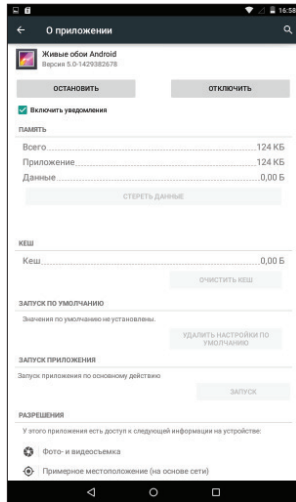 16:58
О приложении
Живые обои Android
Версия 5.0-1429382678
ОСТАНОВИТЬ ОТКЛЮЧИТЬ
Включить уведомления
ПАМЯТЬ
Всего 124 КБ
Приложение 124 КБ
Данные 0,00 Б
СТЕРЕТЬ ДАННЫЕ
КЕШ
Кеш 0,00 Б
ОЧИСТИТЬ КЕШ
ЗАПУСК ПО УМОЛЧАНИЮ
Значения по умолчанию не установлены.
УДАЛИТЬ НАСТРОЙКИ ПО
УМОЛЧАНИЮ
ЗАПУСК ПРИЛОЖЕНИЯ
Запуск приложения по основному действию
ЗАПУСК
РАЗРЕШЕНИЯ
У этого приложения есть доступ к следующей информации на устройстве:
Фото- и видеосъемка
Примерное местоположение (на основе сети)